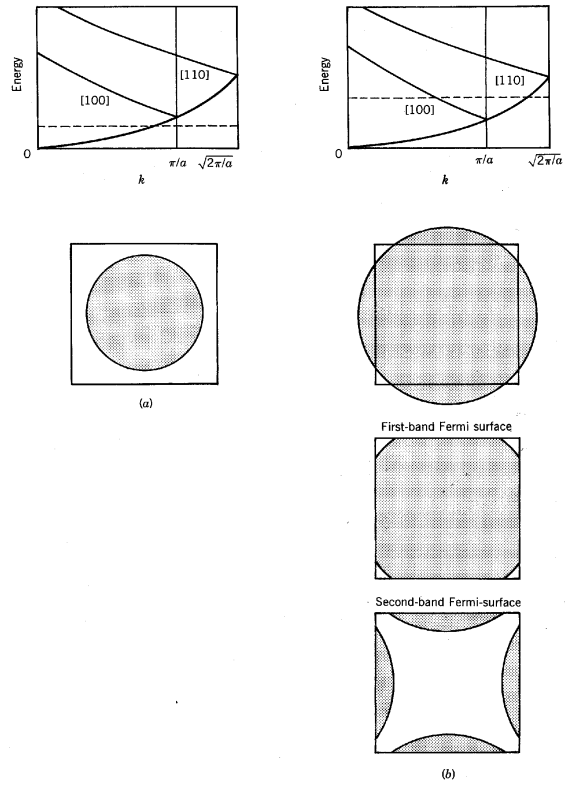 Energy
[100]
[110]
0
π/a
√2π/a
k
Energy
[100]
[110]
0
π/a
√2π/a
k
(a)
First-band Fermi surface
Second-band Fermi-surface
(b)